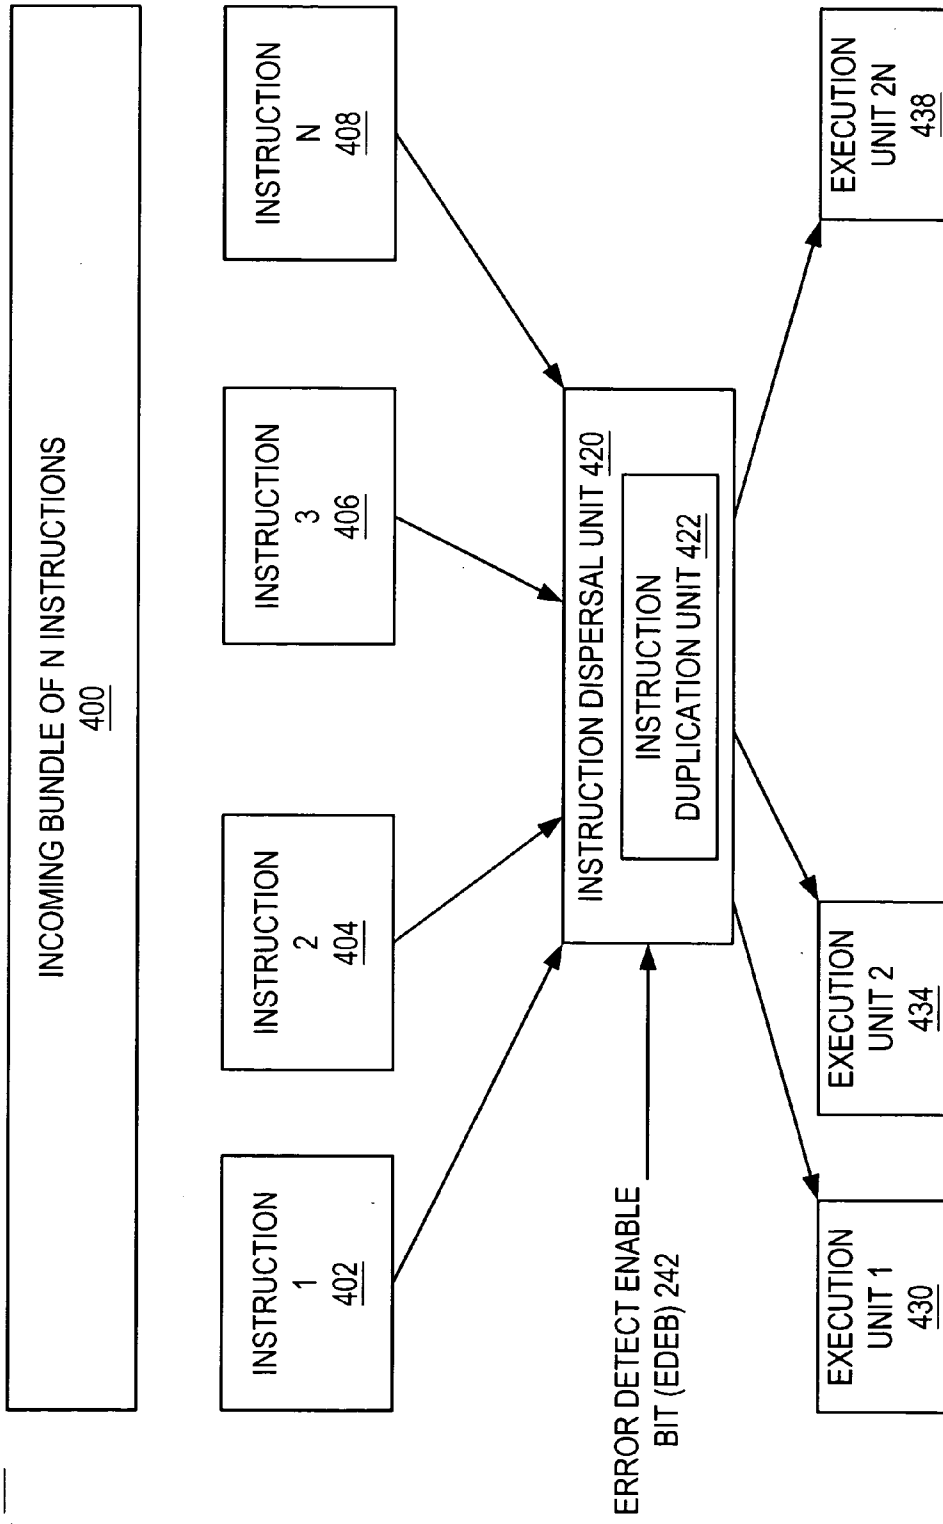 INCOMING BUNDLE OF N INSTRUCTIONS
400
INSTRUCTION
1
402
INSTRUCTION
2
404
INSTRUCTION
3
406
INSTRUCTION
N
408
ERROR DETECT ENABLE
BIT (EDEB) 242
INSTRUCTION DISPERSAL UNIT 420
INSTRUCTION
DUPLICATION UNIT 422
EXECUTION
UNIT 1
430
EXECUTION
UNIT 2
434
EXECUTION
UNIT 2N
438